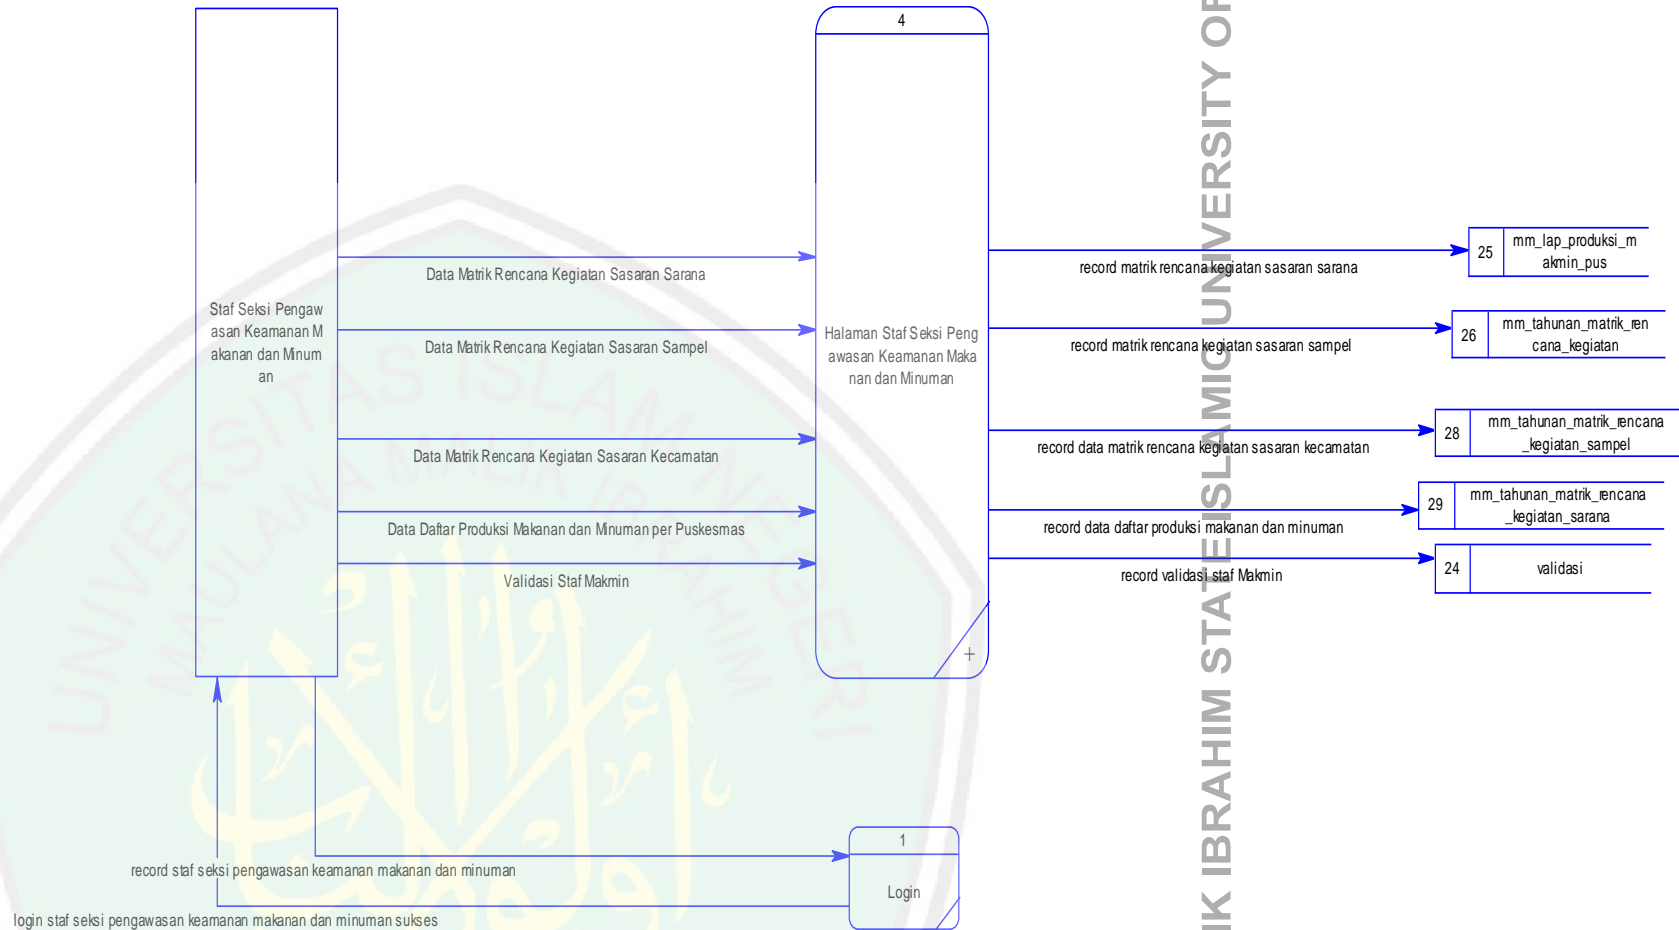 4
Staf Seksi Pengaw
asan Keamanan M
akanan dan Minum
an
Data Matrik Rencana Kegiatan Sasaran Sarana
Data Matrik Rencana Kegiatan Sasaran Sampel
Data Matrik Rencana Kegiatan Sasaran Kecamatan
Data Daftar Produksi Makanan dan Minuman per Puskesmas
Validasi Staf Makmin
Halaman Staf Seksi Peng
awasan Keamanan Maka
nan dan Minuman
+
record matrik rencana kegiatan sasaran sarana
record matrik rencana kegiatan sasaran sampel
record data matrik rencana kegiatan sasaran kecamatan
record data daftar produksi makanan dan minuman
record validasi staf Makmin
25
mm_lap_produksi_m
akmin_pus
26
mm_tahunan_matrik_ren
cana_kegiatan
28
mm_tahunan_matrik_rencana
_kegiatan_sampel
29
mm_tahunan_matrik_rencana
_kegiatan_sarana
24
validasi
1
Login
record staf seksi pengawasan keamanan makanan dan minuman
login staf seksi pengawasan keamanan makanan dan minuman sukses
UNIVERSITAS ISLAM NEGERI
MAULANA MALIK IBRAHIM
IK IBRAHIM STATE ISLAMIC UNIVERSITY OF